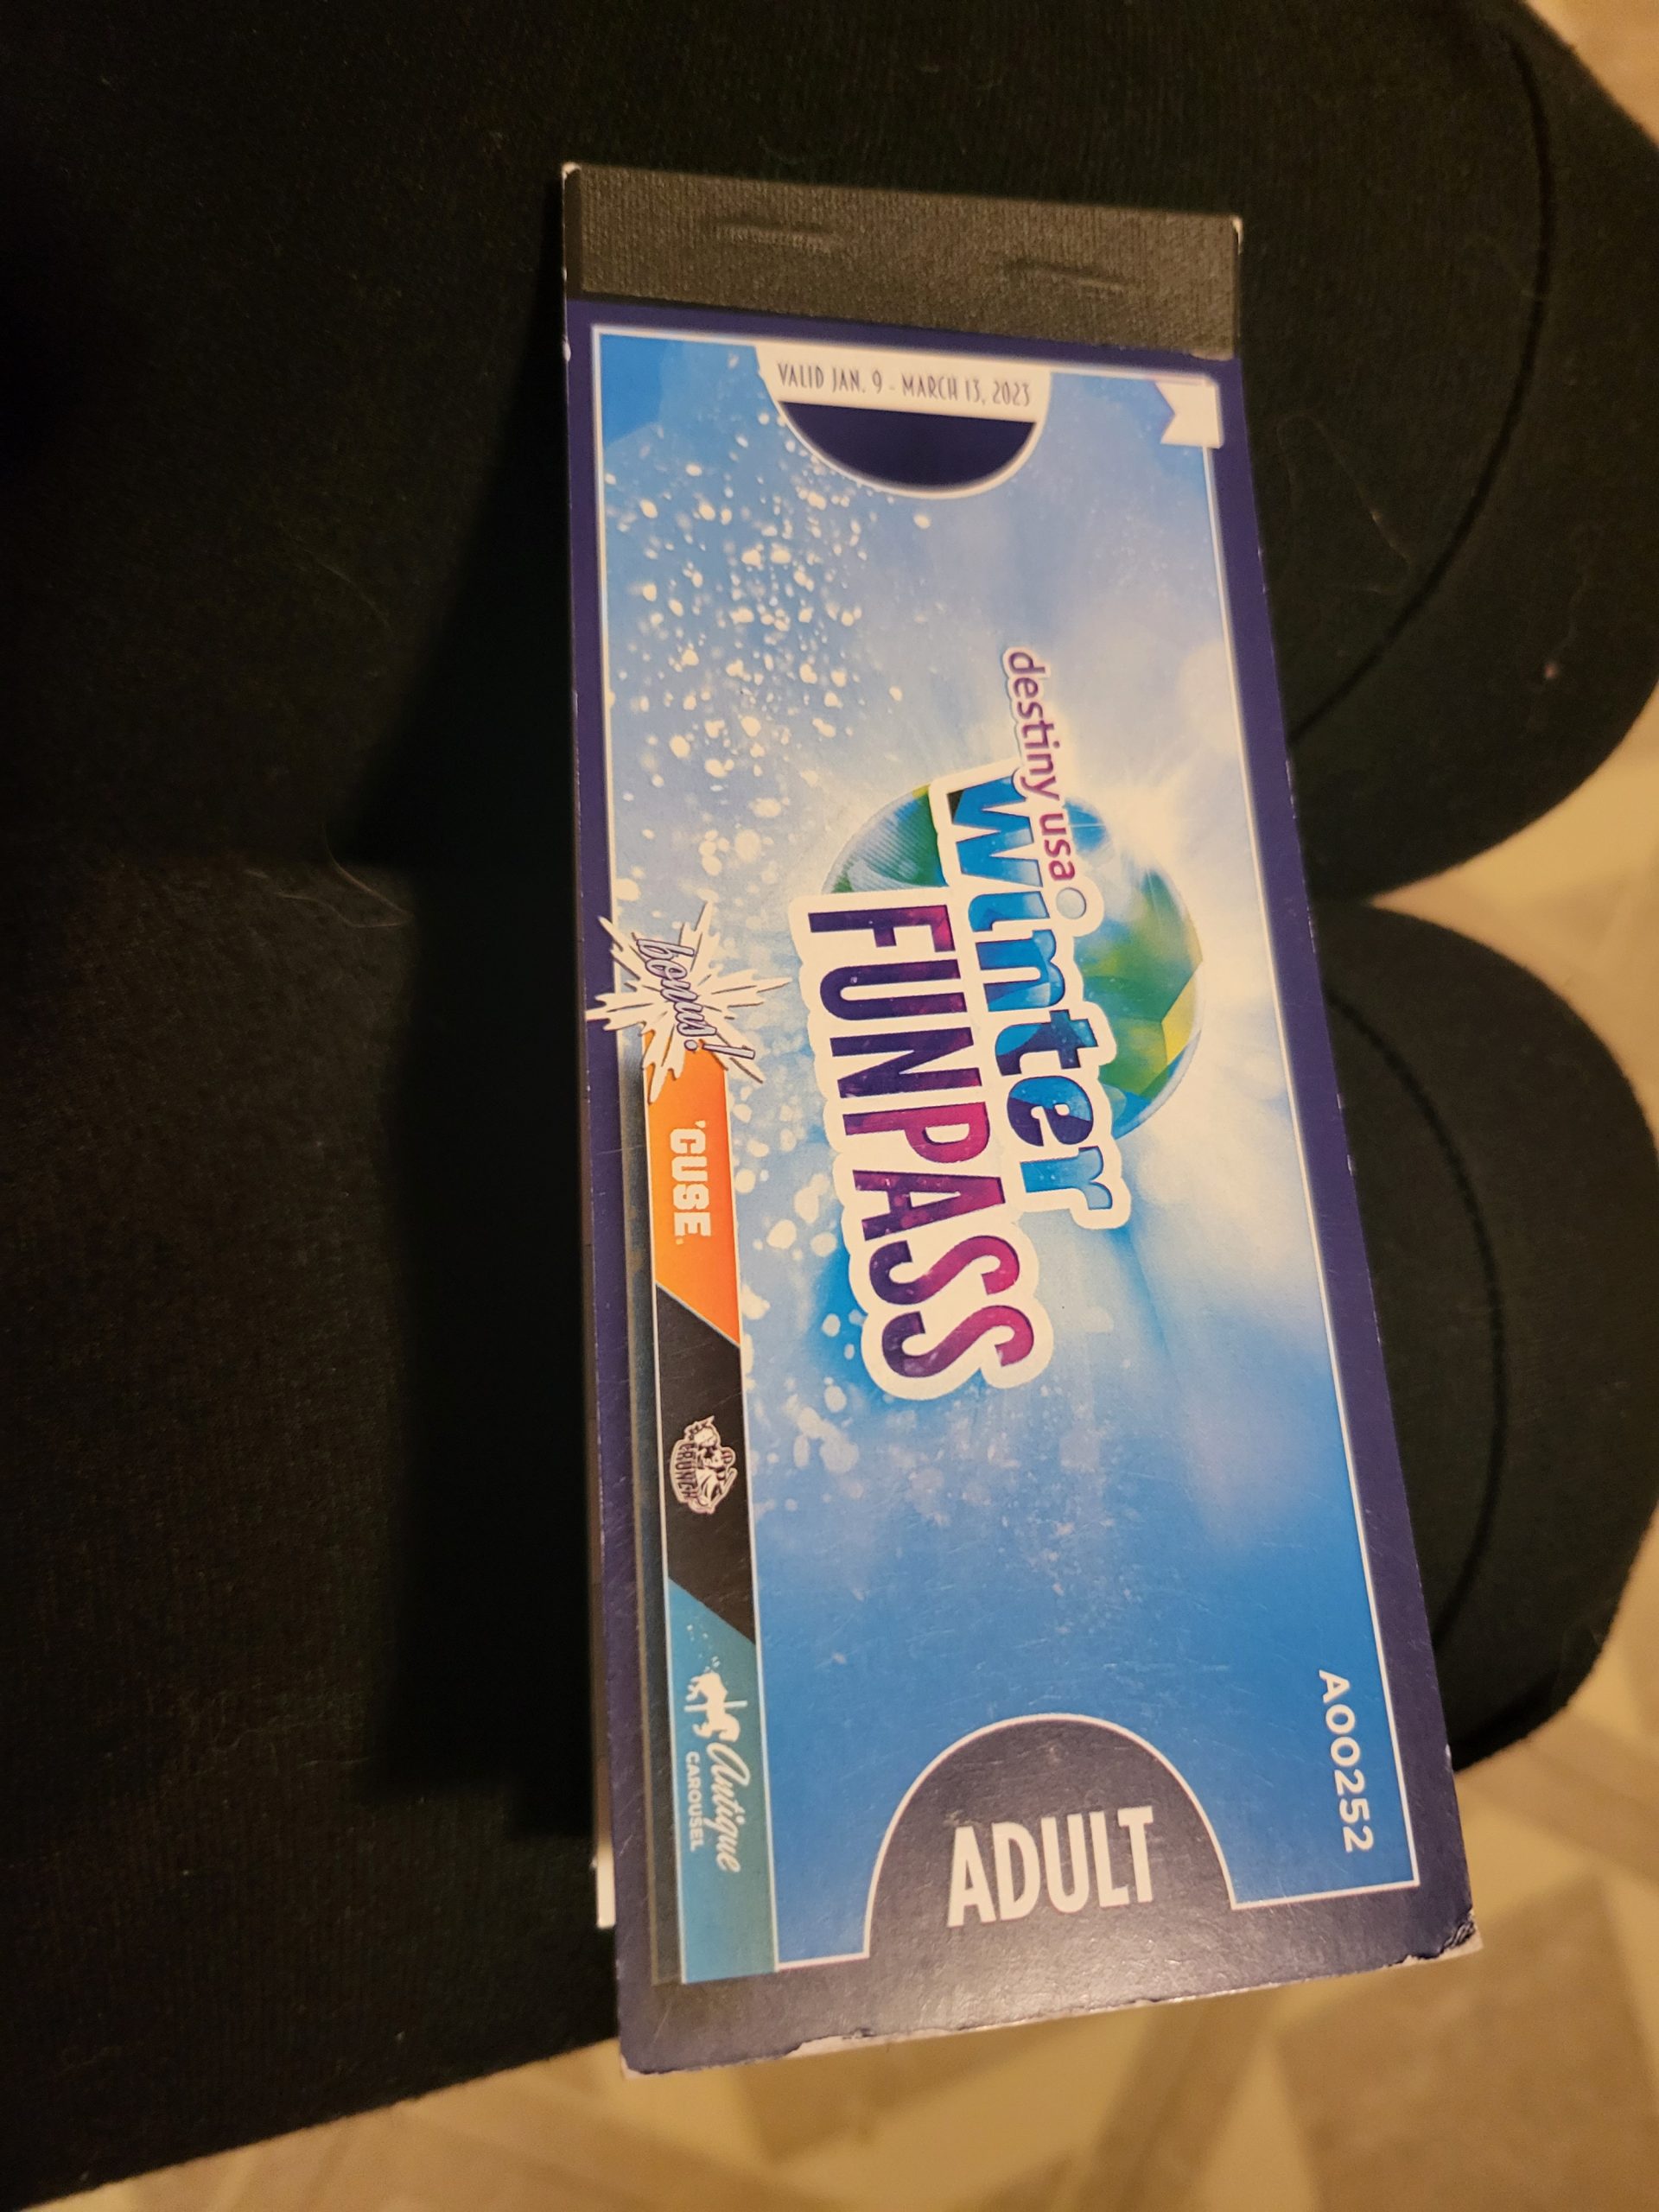 A00252
VALID JAN. 9 - MARCH 13, 2023
destiny usa
winter
FUNPASS
ADULT
bonus!
'CUSE.
CRUNCH
Antique
CAROUSEL